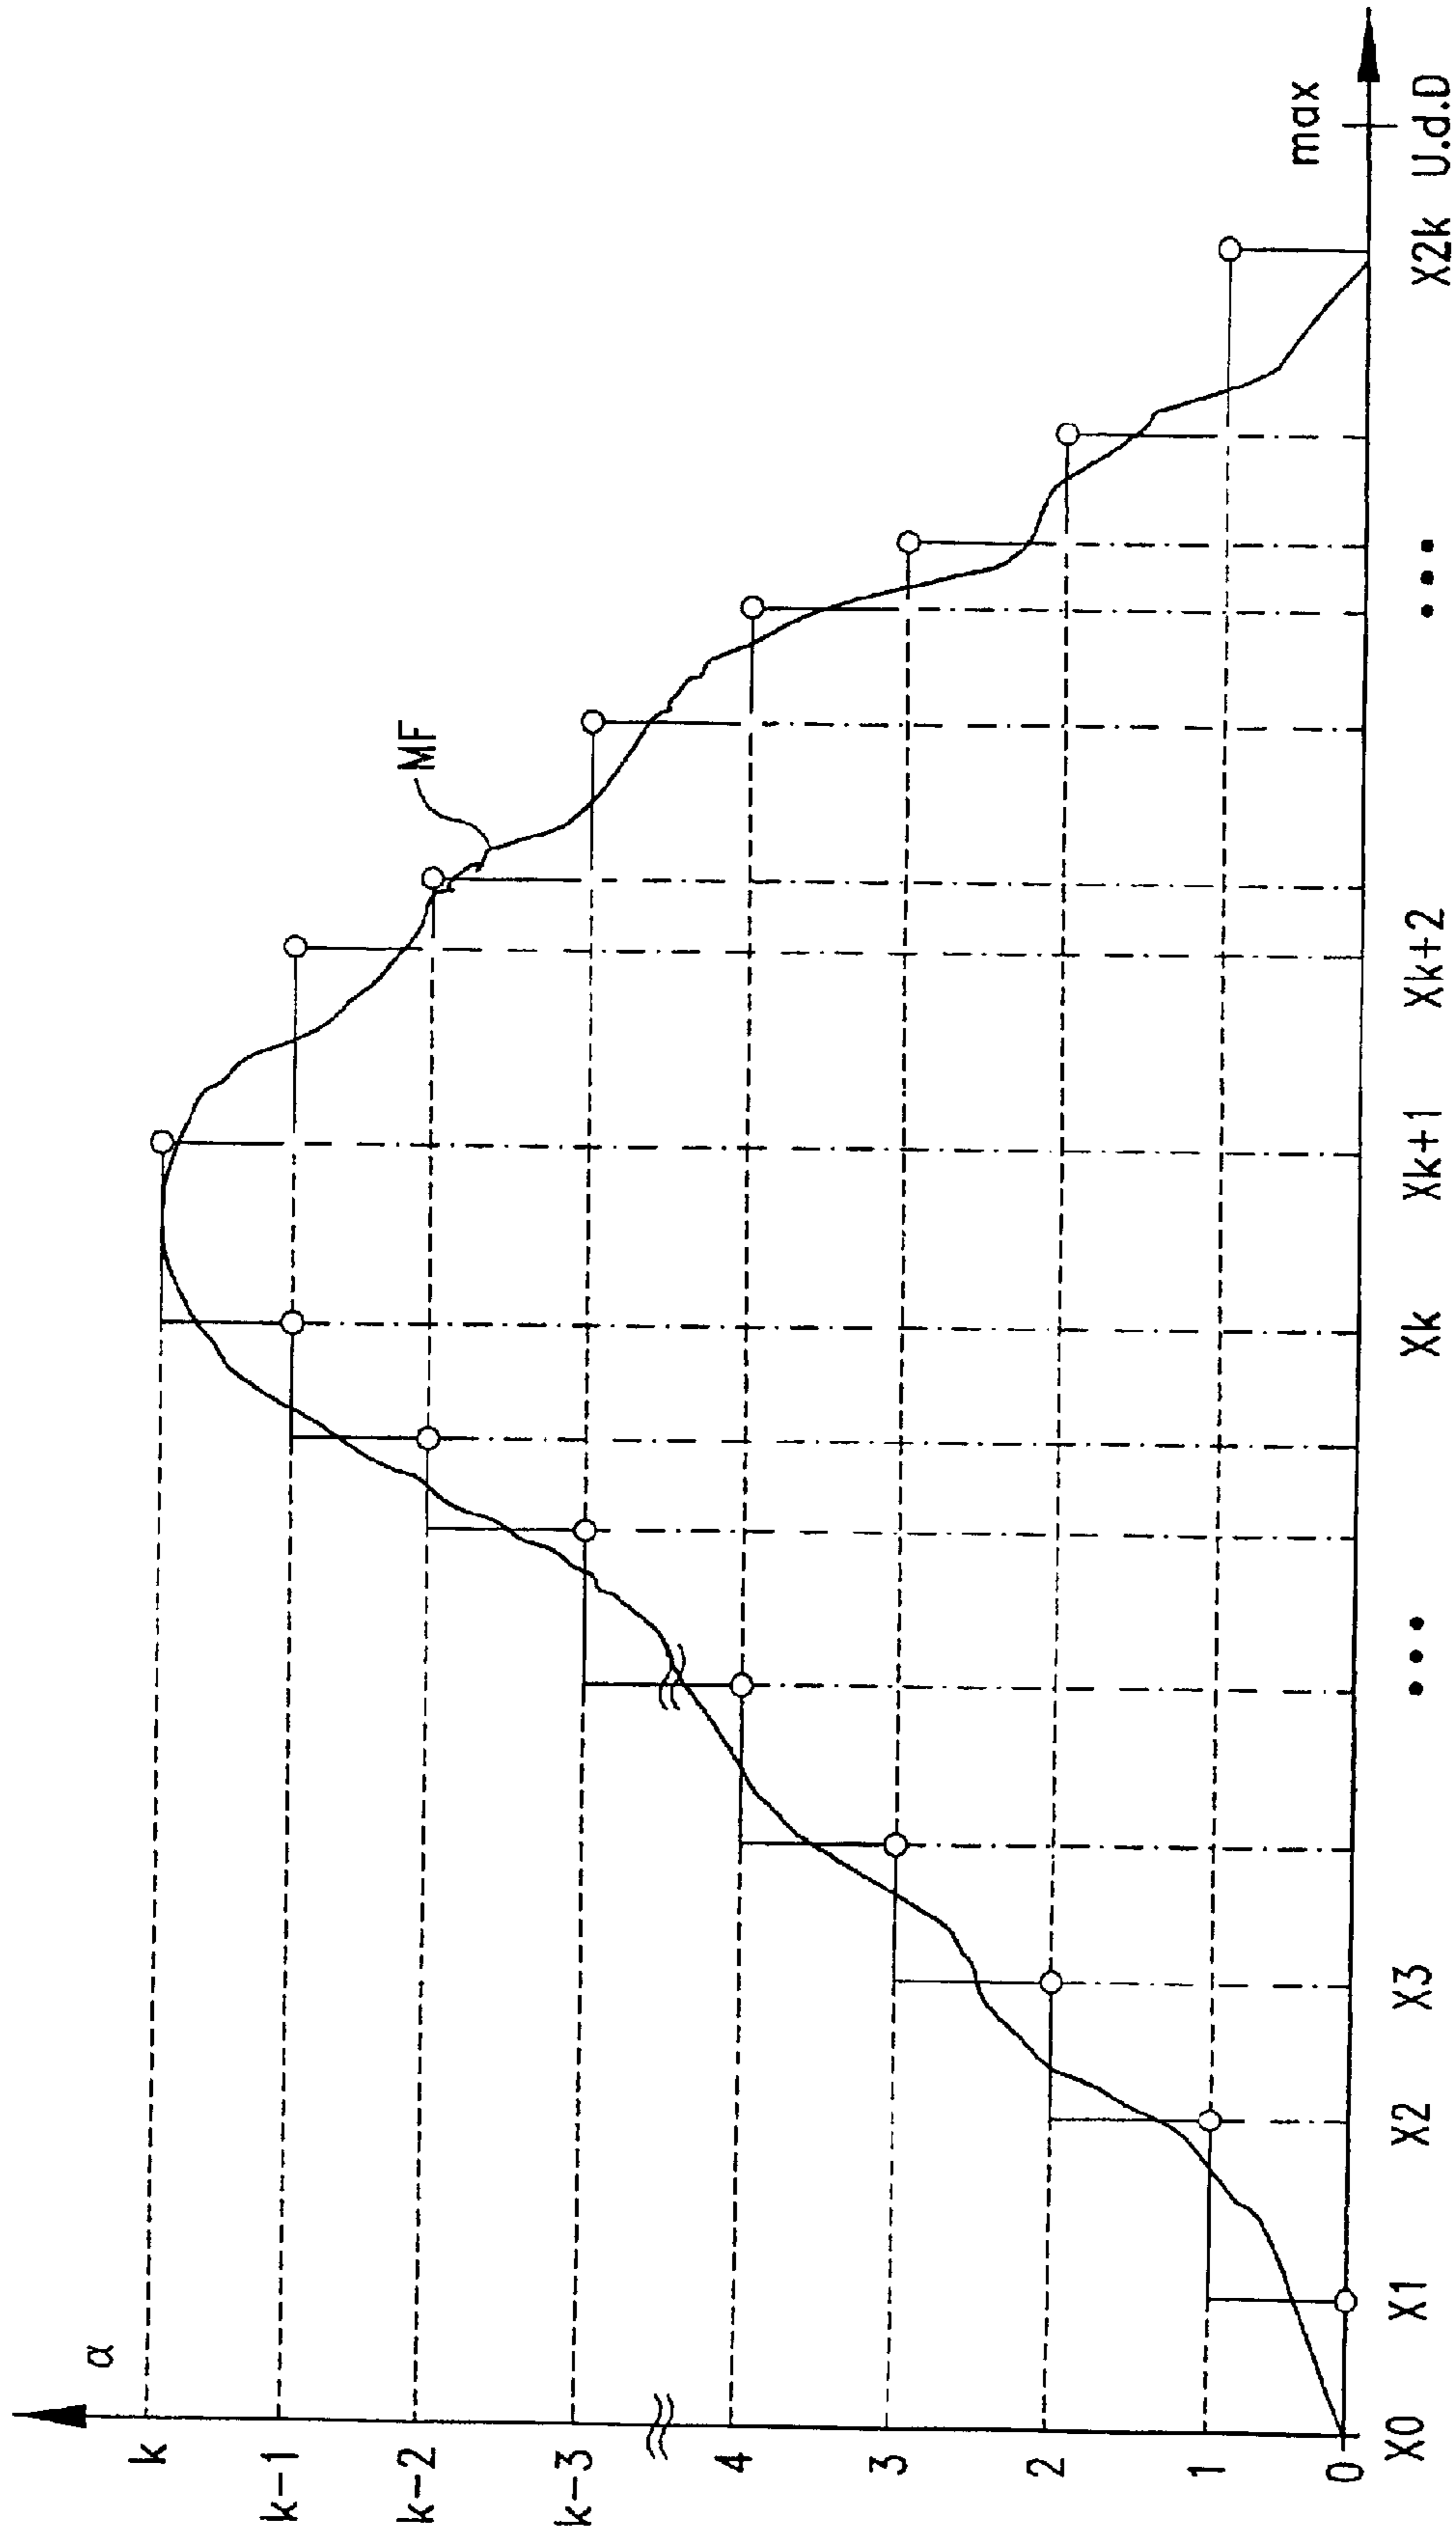 α
k
k-1
k-2
k-3
4
3
2
1
0
MF
max
X0 X1 X2 X3 ••• Xk Xk+1 Xk+2 ••• X2k U.d.D